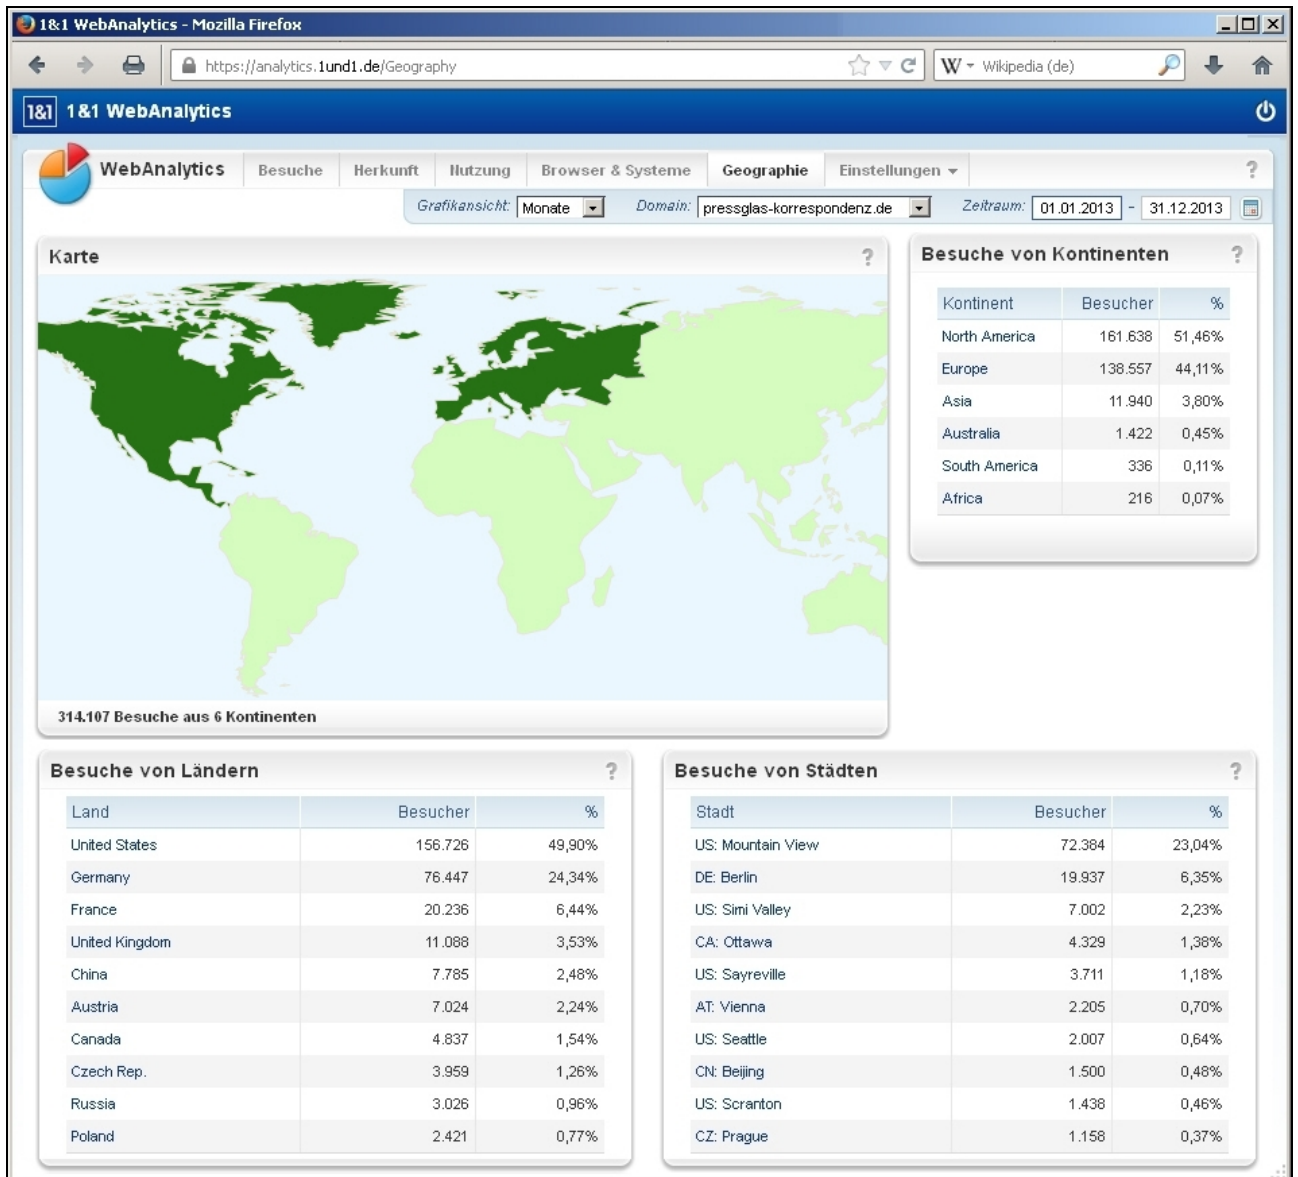 1&1 WebAnalytics - Mozilla Firefox
https://analytics.1und1.de/Geography W Wikipedia (de)
1&1 1&1 WebAnalytics
WebAnalytics Besuche Herkunft Nutzung Browser & Systeme Geographie Einstellungen ?
Grafikansicht: Monate Domain: pressglas-korrespondenz.de Zeitraum: 01.01.2013 - 31.12.2013
Karte ?
314.107 Besuche aus 6 Kontinenten
Besuche von Kontinenten ?
Kontinent Besucher %
North America 161.638 51,46%
Europe 138.557 44,11%
Asia 11.940 3,80%
Australia 1.422 0,45%
South America 336 0,11%
Africa 216 0,07%
Besuche von Ländern ?
Land Besucher %
United States 156.726 49,90%
Germany 76.447 24,34%
France 20.236 6,44%
United Kingdom 11.088 3,53%
China 7.785 2,48%
Austria 7.024 2,24%
Canada 4.837 1,54%
Czech Rep. 3.959 1,26%
Russia 3.026 0,96%
Poland 2.421 0,77%
Besuche von Städten ?
Stadt Besucher %
US: Mountain View 72.384 23,04%
DE: Berlin 19.937 6,35%
US: Simi Valley 7.002 2,23%
CA: Ottawa 4.329 1,38%
US: Sayreville 3.711 1,18%
AT: Vienna 2.205 0,70%
US: Seattle 2.007 0,64%
CN: Beijing 1.500 0,48%
US: Scranton 1.438 0,46%
CZ: Prague 1.158 0,37%